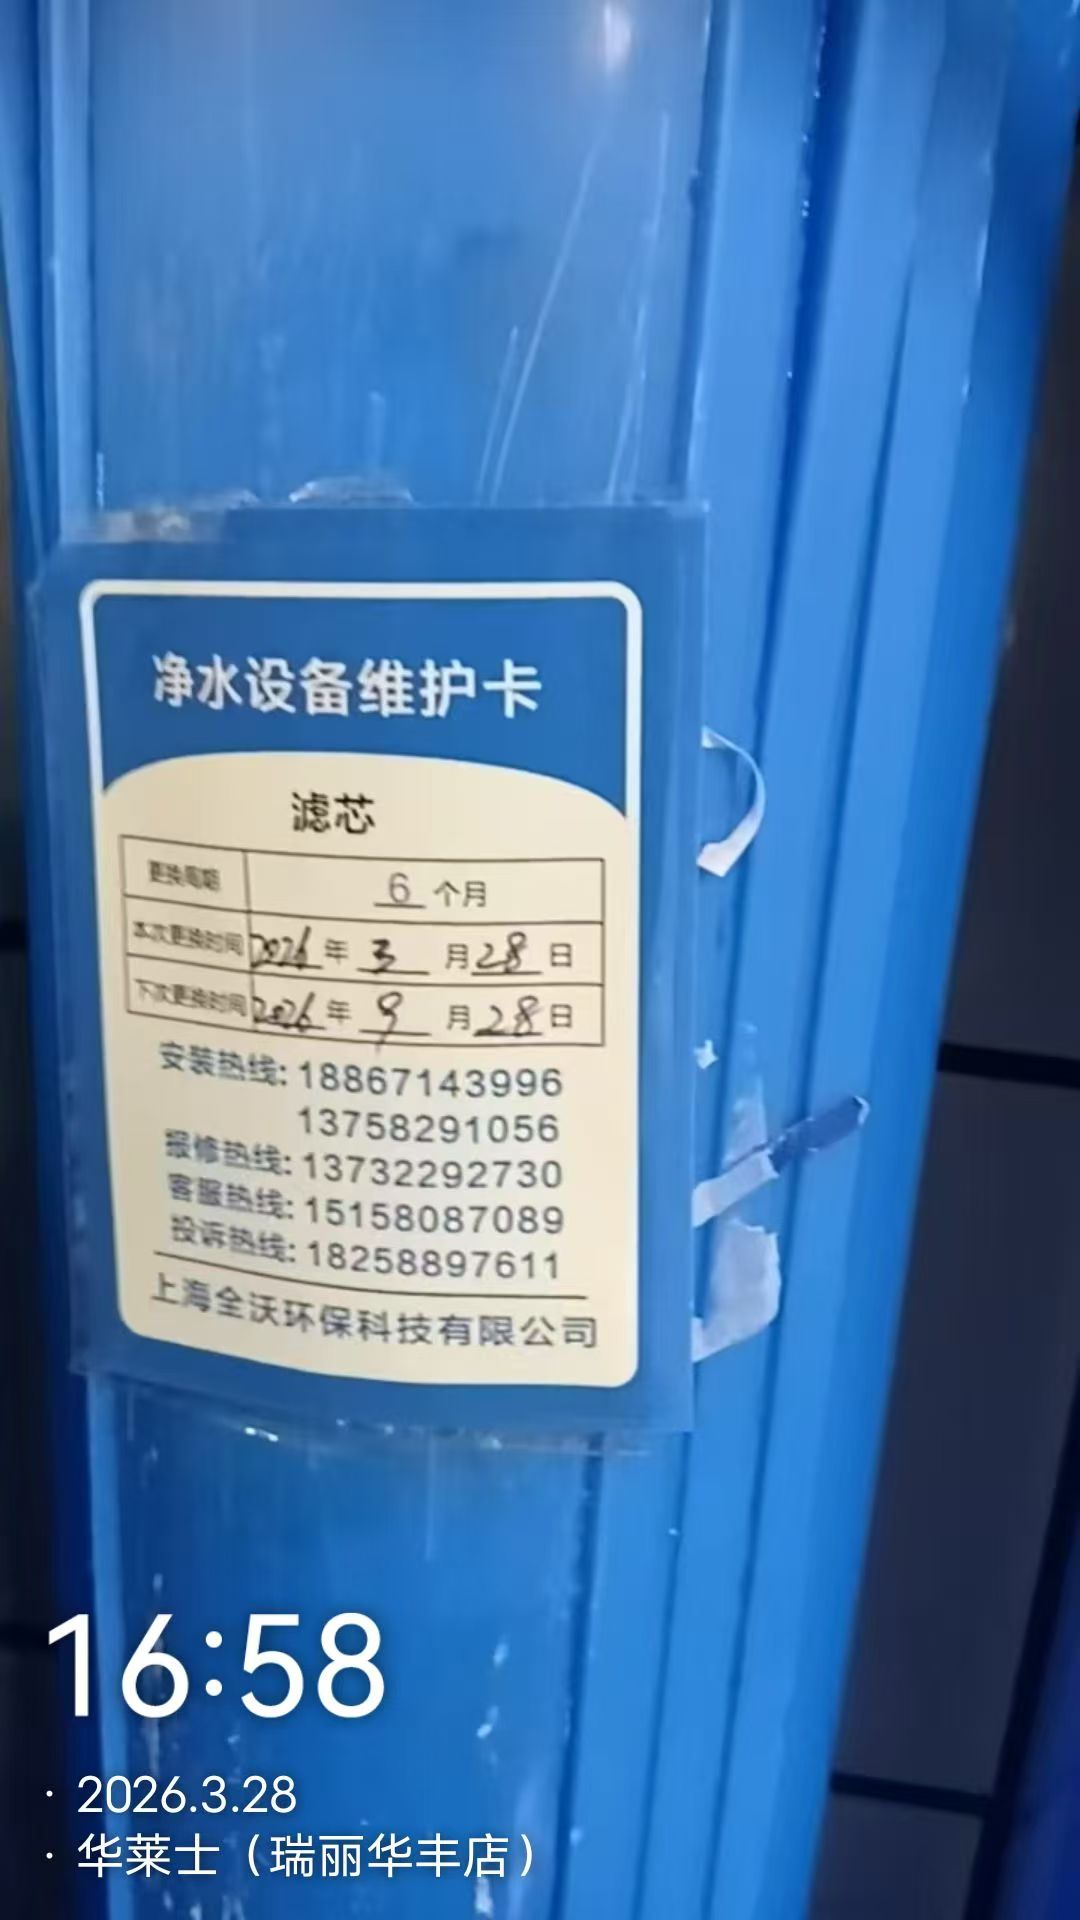 净水设备维护卡
滤芯
更换周期 6 个月
本次更换时间 2026 年 3 月 28 日
下次更换时间 2026 年 9 月 28 日
安装热线: 18867143996
13758291056
报修热线: 13732292730
客服热线: 15158087089
投诉热线: 18258897611
上海全沃环保科技有限公司
16:58
· 2026.3.28
· 华莱士（瑞丽华丰店）